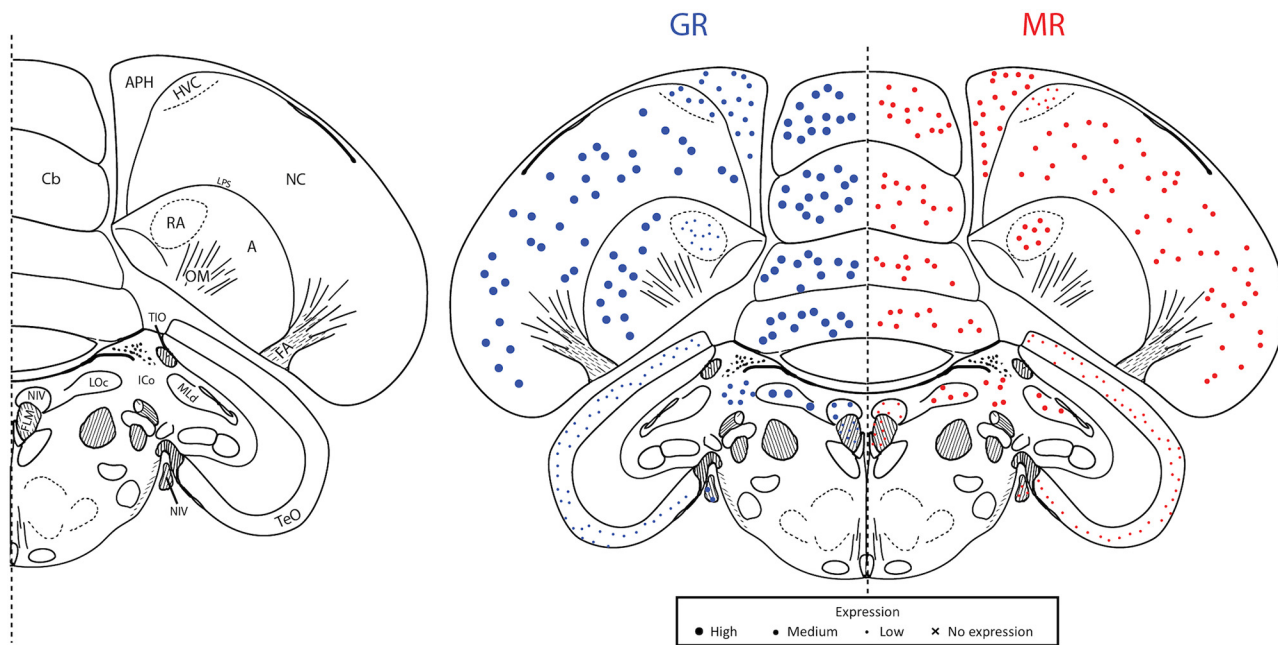 GR
MR
APH
HVC
Cb
NC
LPS
RA
A
OM
TIO
FA
LOc
ICo
MLd
NIV
FLM
NIV
TeO
Expression
High
Medium
Low
× No expression